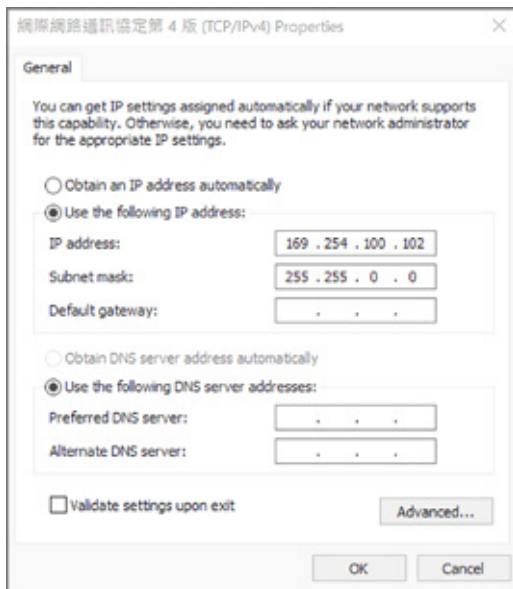 網際網路通訊協定第 4 版 (TCP/IPv4) Properties
General
You can get IP settings assigned automatically if your network supports
this capability. Otherwise, you need to ask your network administrator
for the appropriate IP settings.
Obtain an IP address automatically
Use the following IP address:
IP address: 169 . 254 . 100 . 102
Subnet mask: 255 . 255 . 0 . 0
Default gateway: . . .
Obtain DNS server address automatically
Use the following DNS server addresses:
Preferred DNS server: . . .
Alternate DNS server: . . .
Validate settings upon exit
Advanced...
OK Cancel